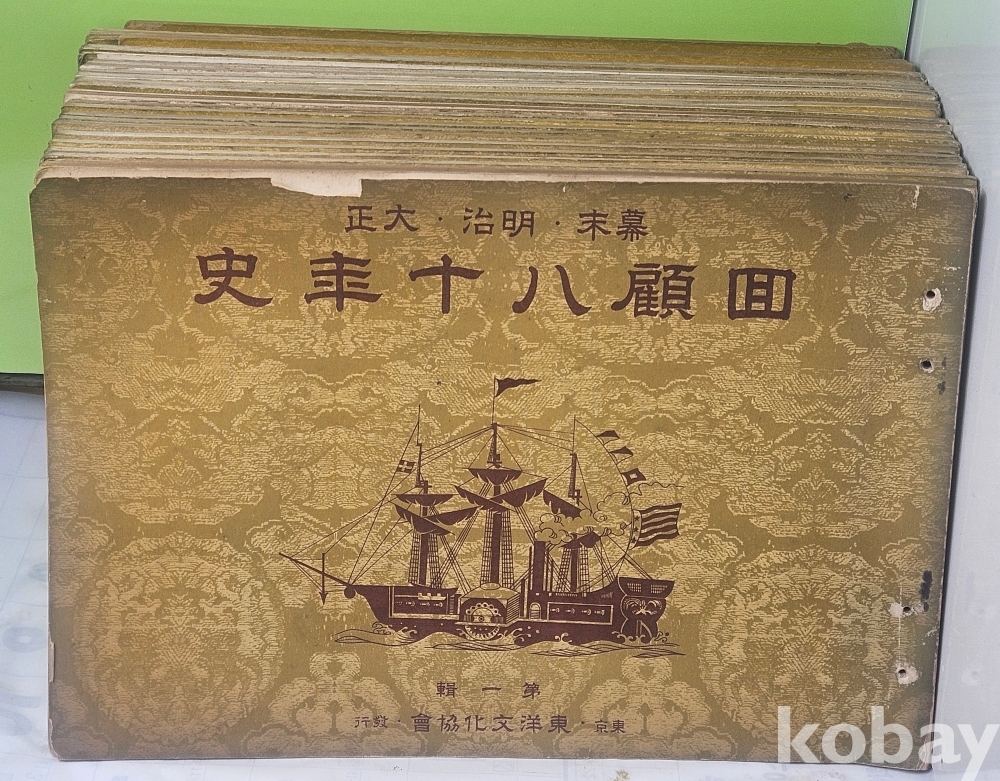 幕末・明治・大正
回顧八十年史
第一輯
東京・東洋文化協會・發行
kobay